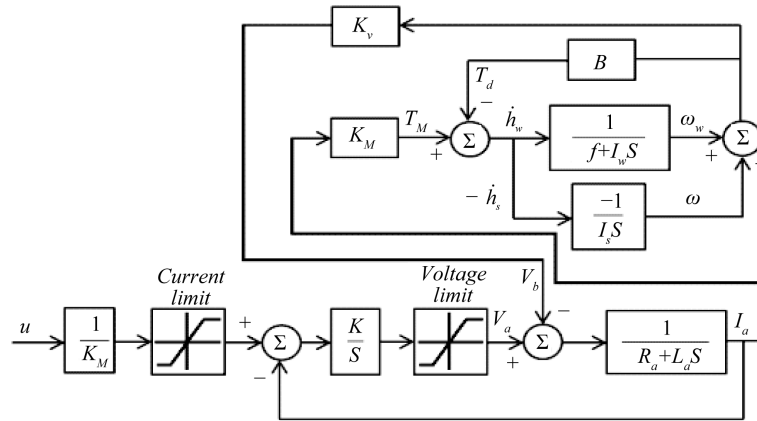 K_v
B
T_d
−
K_M
T_M
+
Σ
ḣ_w
1
f+I_wS
ω_w
+
Σ
− ḣ_s
−1
I_sS
ω
Current
limit
Voltage
limit
V_b
−
u
1
K_M
+
Σ
−
K
S
V_a
+
Σ
1
R_a+L_aS
I_a